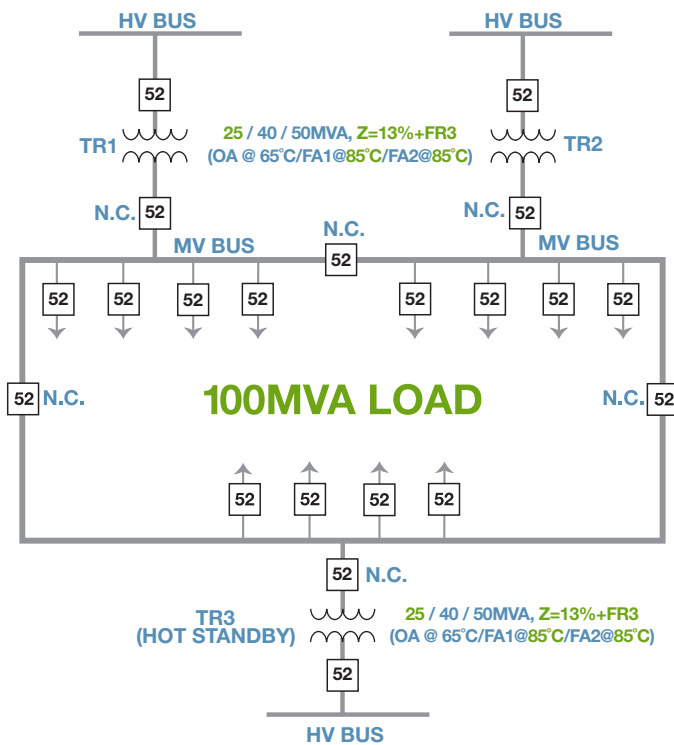 HV BUS
HV BUS
52
52
TR1
25 / 40 / 50MVA, Z=13%+FR3
(OA @ 65°C/FA1@85°C/FA2@85°C)
TR2
N.C.
52
N.C.
52
MV BUS
N.C.
52
MV BUS
52
52
52
52
52
52
52
52
52
N.C.
100MVA LOAD
N.C.
52
52
52
52
52
52
N.C.
TR3
(HOT STANDBY)
25 / 40 / 50MVA, Z=13%+FR3
(OA @ 65°C/FA1@85°C/FA2@85°C)
52
HV BUS